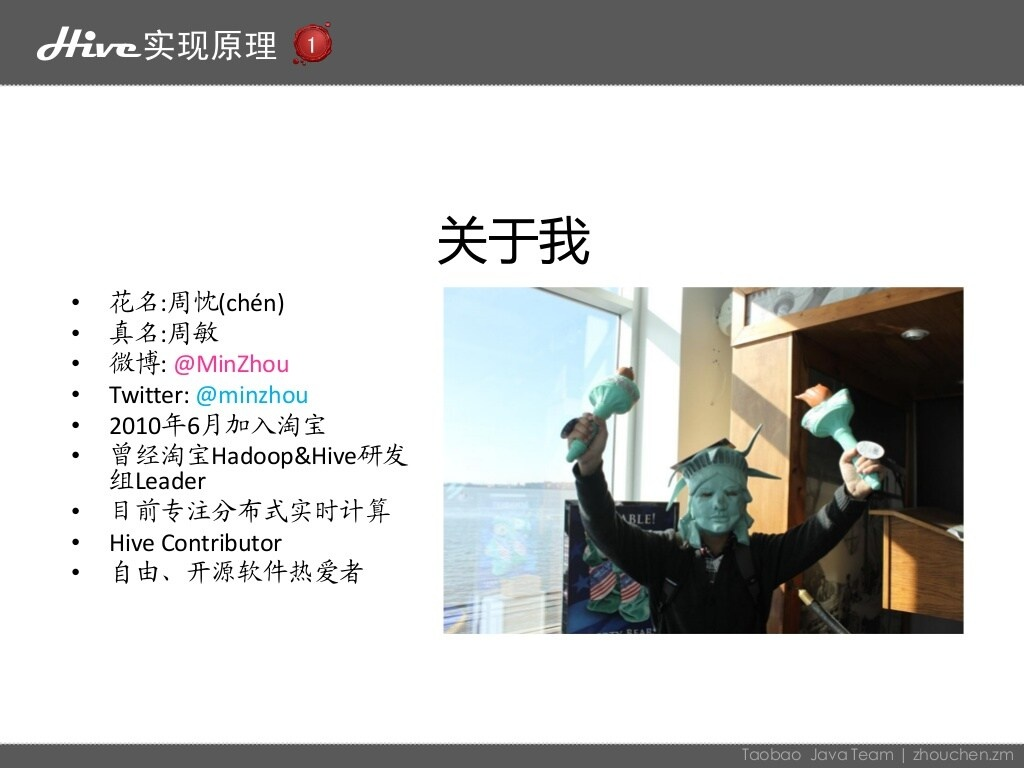 Hive实现原理 1
关于我
• 花名:周忱(chén)
• 真名:周敏
• 微博: @MinZhou
• Twitter: @minzhou
• 2010年6月加入淘宝
• 曾经淘宝Hadoop&Hive研发
组Leader
• 目前专注分布式实时计算
• Hive Contributor
• 自由、开源软件热爱者
ABLE!
BEAR!
Taobao Java Team | zhouchen.zm